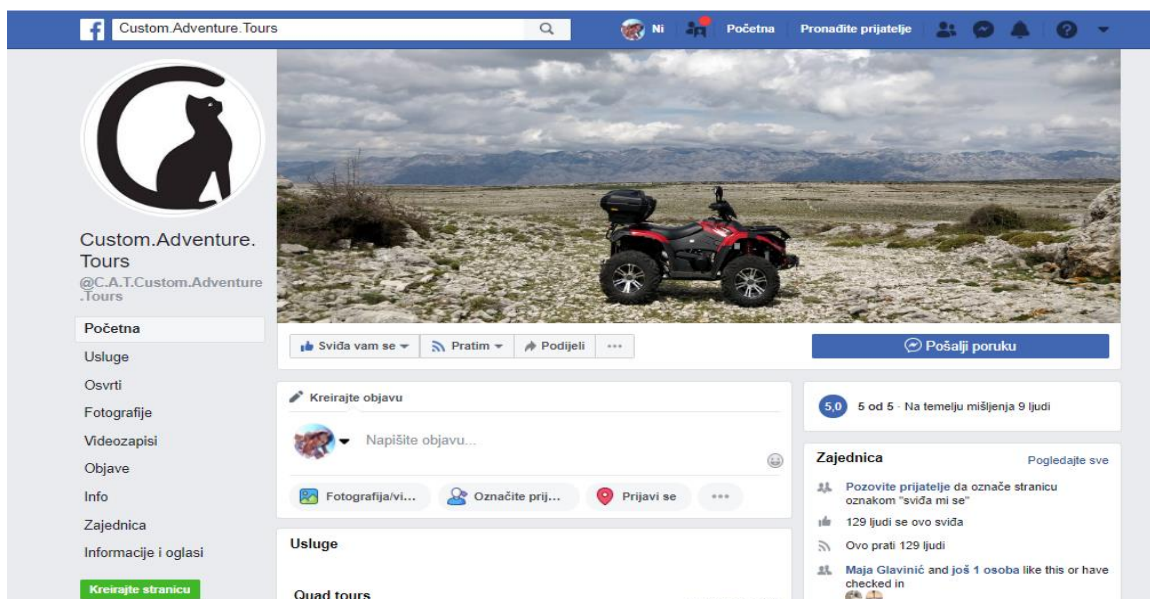 Custom.Adventure.Tours
Ni
Početna
Pronađite prijatelje
Custom.Adventure.
Tours
@C.A.T.Custom.Adventure
.Tours
Početna
Usluge
Osvrti
Fotografije
Videozapisi
Objave
Info
Zajednica
Informacije i oglasi
Kreirajte stranicu
Sviđa vam se
Pratim
Podijeli
Pošalji poruku
Kreirajte objavu
Napišite objavu...
Fotografija/vi...
Označite prij...
Prijavi se
Usluge
Quad tours
5,0 5 od 5 · Na temelju mišljenja 9 ljudi
Zajednica
Pogledajte sve
Pozovite prijatelje da označe stranicu
oznakom "sviđa mi se"
129 ljudi se ovo sviđa
Ovo prati 129 ljudi
Maja Glavinić and još 1 osoba like this or have
checked in